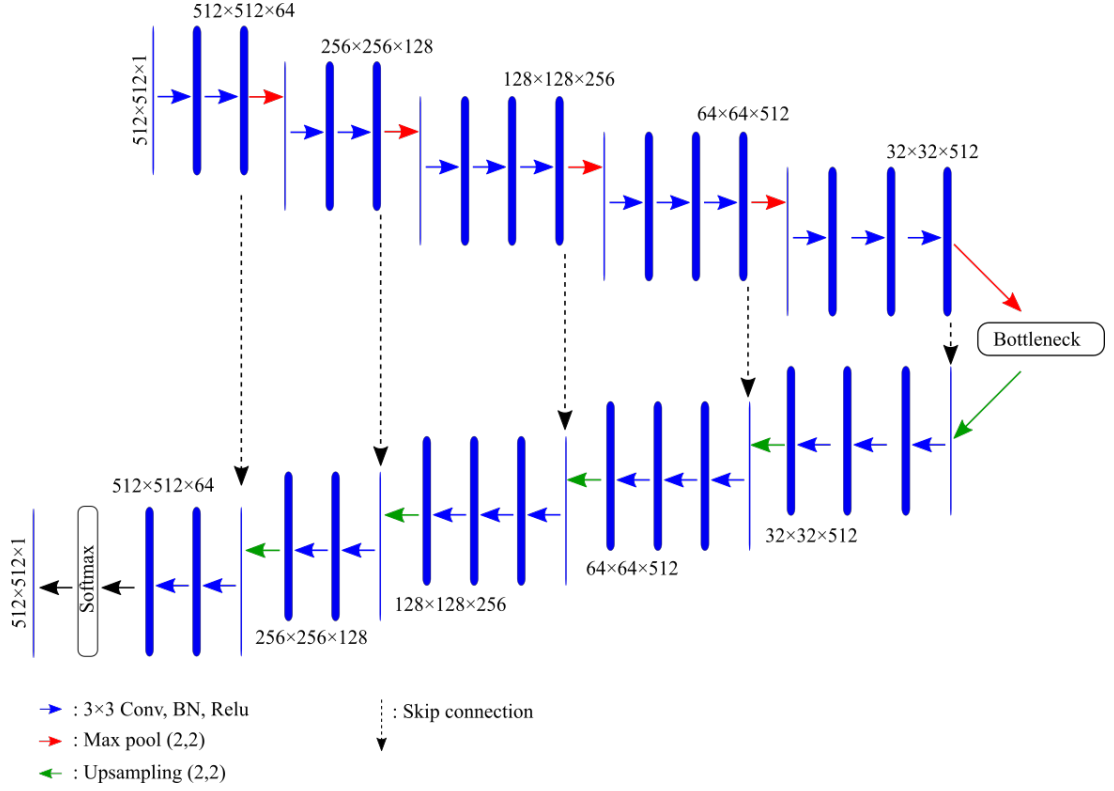 512×512×64
512×512×1
256×256×128
128×128×256
64×64×512
32×32×512
Bottleneck
32×32×512
64×64×512
128×128×256
256×256×128
512×512×64
Softmax
512×512×1
: 3×3 Conv, BN, Relu
: Max pool (2,2)
: Upsampling (2,2)
: Skip connection